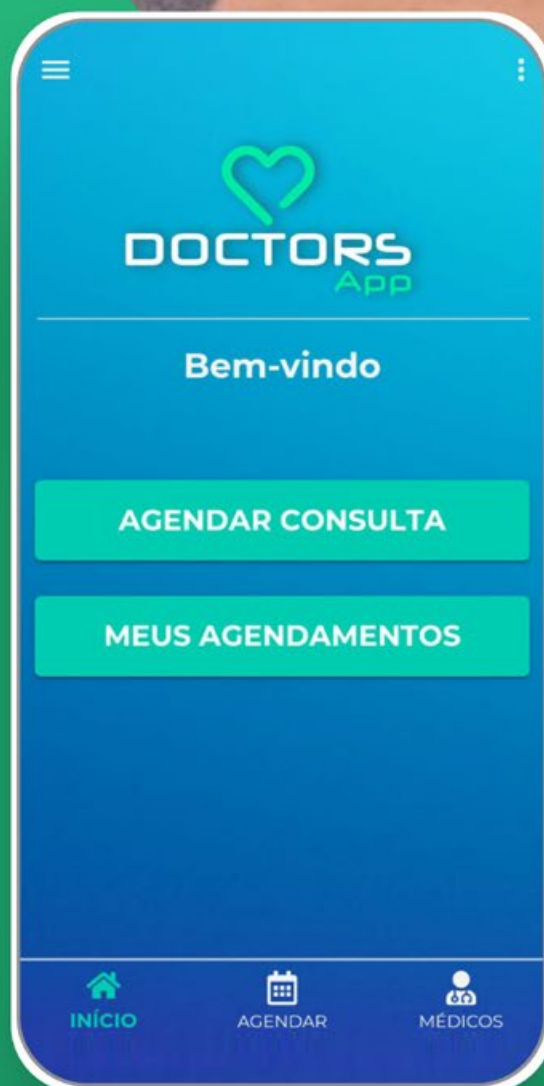 DOCTORS
App
Bem-vindo
AGENDAR CONSULTA
MEUS AGENDAMENTOS
INÍCIO
AGENDAR
MÉDICOS